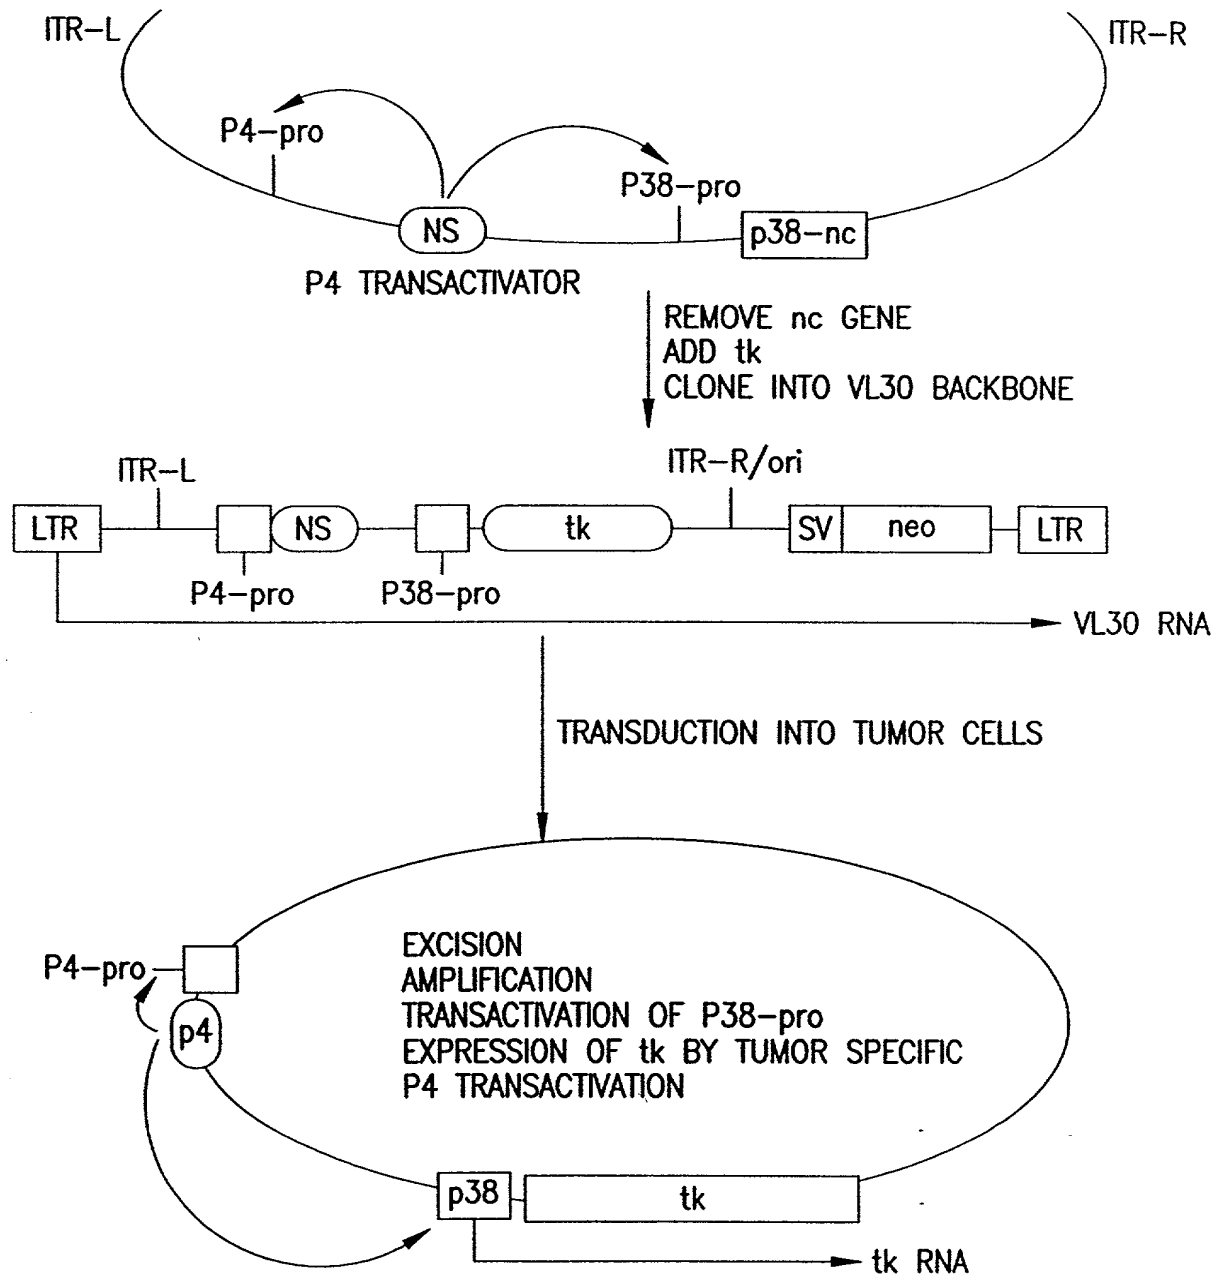 ITR-L
ITR-R
P4-pro
P38-pro
NS
p38-nc
P4 TRANSACTIVATOR
REMOVE nc GENE
ADD tk
CLONE INTO VL30 BACKBONE
ITR-L
ITR-R/ori
LTR
NS
tk
SV
neo
LTR
P4-pro
P38-pro
VL30 RNA
TRANSDUCTION INTO TUMOR CELLS
P4-pro
p4
EXCISION
AMPLIFICATION
TRANSACTIVATION OF P38-pro
EXPRESSION OF tk BY TUMOR SPECIFIC
P4 TRANSACTIVATION
p38
tk
tk RNA